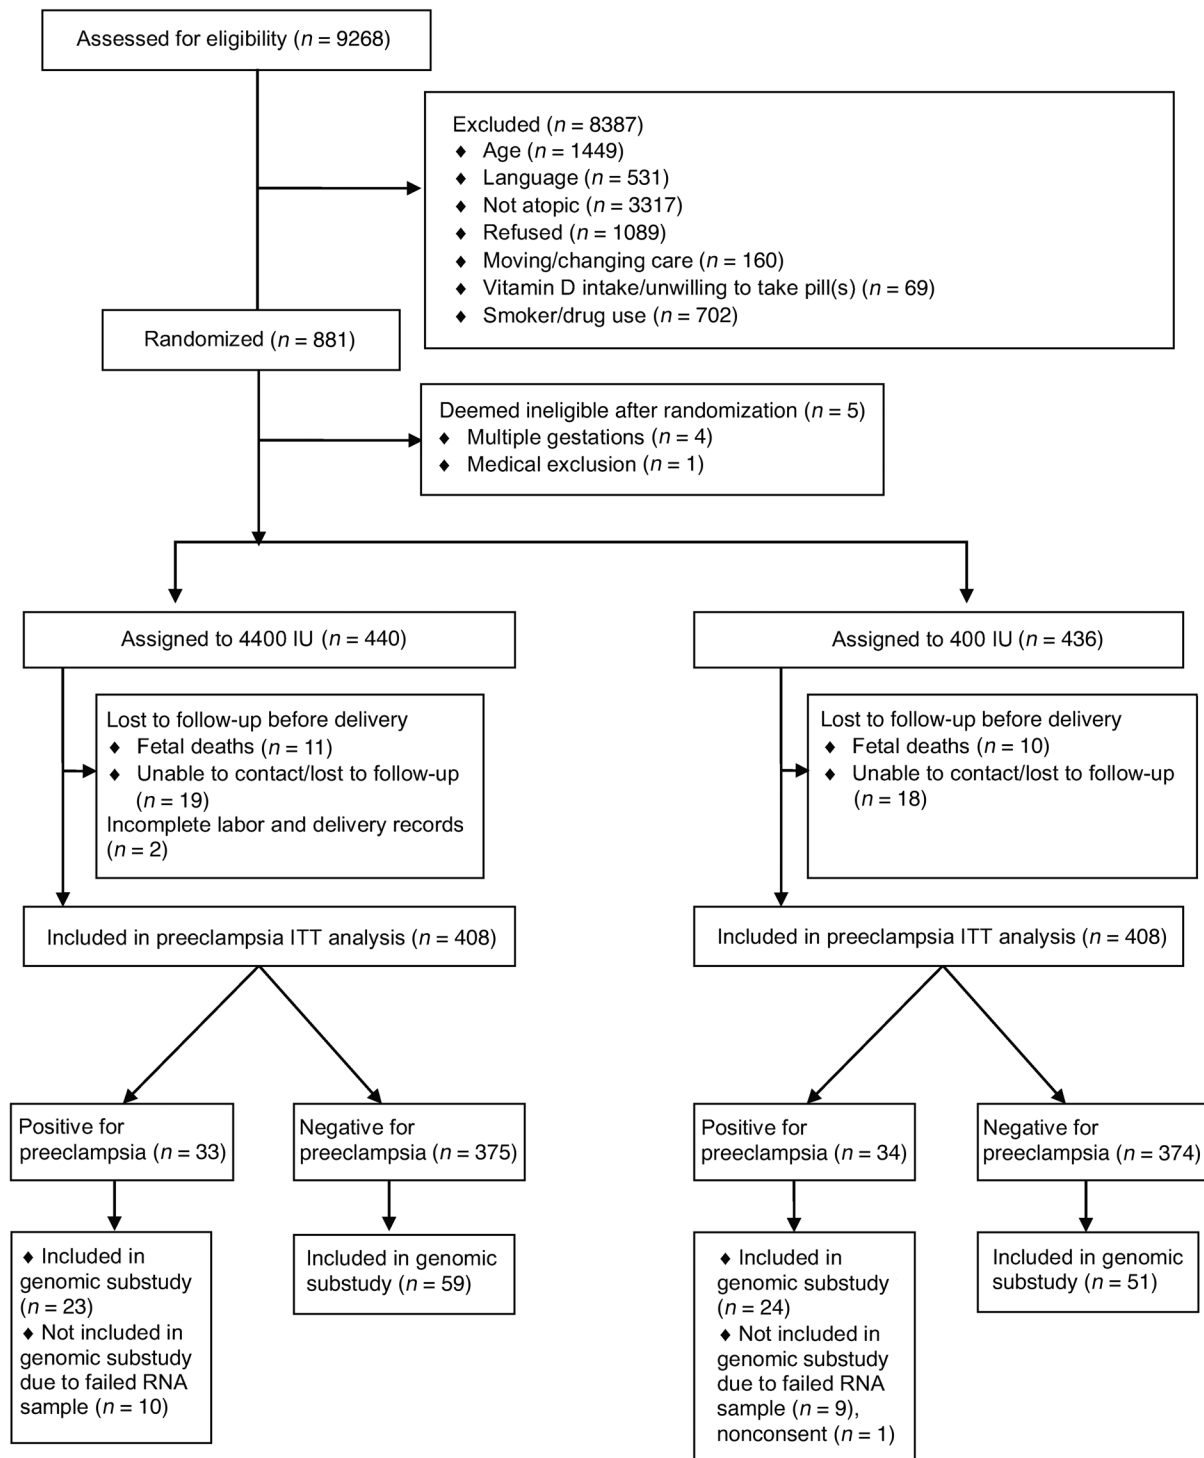 Assessed for eligibility (n = 9268)
Excluded (n = 8387)
♦ Age (n = 1449)
♦ Language (n = 531)
♦ Not atopic (n = 3317)
♦ Refused (n = 1089)
♦ Moving/changing care (n = 160)
♦ Vitamin D intake/unwilling to take pill(s) (n = 69)
♦ Smoker/drug use (n = 702)
Randomized (n = 881)
Deemed ineligible after randomization (n = 5)
♦ Multiple gestations (n = 4)
♦ Medical exclusion (n = 1)
Assigned to 4400 IU (n = 440)
Lost to follow-up before delivery
♦ Fetal deaths (n = 11)
♦ Unable to contact/lost to follow-up
(n = 19)
Incomplete labor and delivery records
(n = 2)
Included in preeclampsia ITT analysis (n = 408)
Positive for
preeclampsia (n = 33)
Negative for
preeclampsia (n = 375)
♦ Included in
genomic substudy
(n = 23)
♦ Not included in
genomic substudy
due to failed RNA
sample (n = 10)
Included in genomic
substudy (n = 59)
Assigned to 400 IU (n = 436)
Lost to follow-up before delivery
♦ Fetal deaths (n = 10)
♦ Unable to contact/lost to follow-up
(n = 18)
Included in preeclampsia ITT analysis (n = 408)
Positive for
preeclampsia (n = 34)
Negative for
preeclampsia (n = 374)
♦ Included in
genomic substudy
(n = 24)
♦ Not included in
genomic substudy
due to failed RNA
sample (n = 9),
nonconsent (n = 1)
Included in genomic
substudy (n = 51)